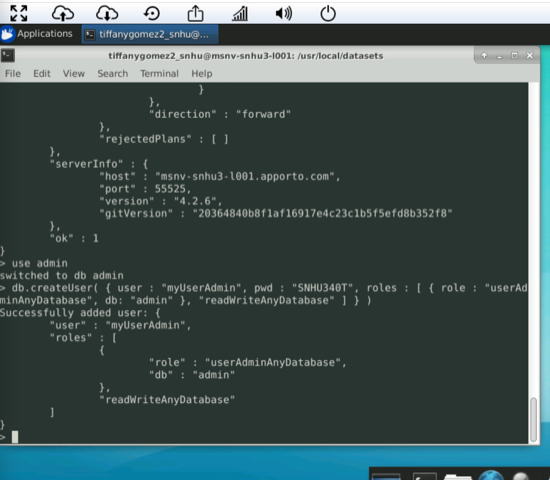 Applications
tiffanygomez2_snhu@...
tiffanygomez2_snhu@msnv-snhu3-l001: /usr/local/datasets
File Edit View Search Terminal Help
}
},
"direction" : "forward"
},
"rejectedPlans" : [ ]
},
"serverInfo" : {
"host" : "msnv-snhu3-l001.apporto.com",
"port" : 55525,
"version" : "4.2.6",
"gitVersion" : "20364840b8f1af16917e4c23c1b5f5efd8b352f8"
},
"ok" : 1
}
> use admin
switched to db admin
> db.createUser( { user : "myUserAdmin", pwd : "SNHU340T", roles : [ { role : "userAd
minAnyDatabase", db: "admin" }, "readWriteAnyDatabase" ] } )
Successfully added user: {
"user" : "myUserAdmin",
"roles" : [
{
"role" : "userAdminAnyDatabase",
"db" : "admin"
},
"readWriteAnyDatabase"
]
}
>